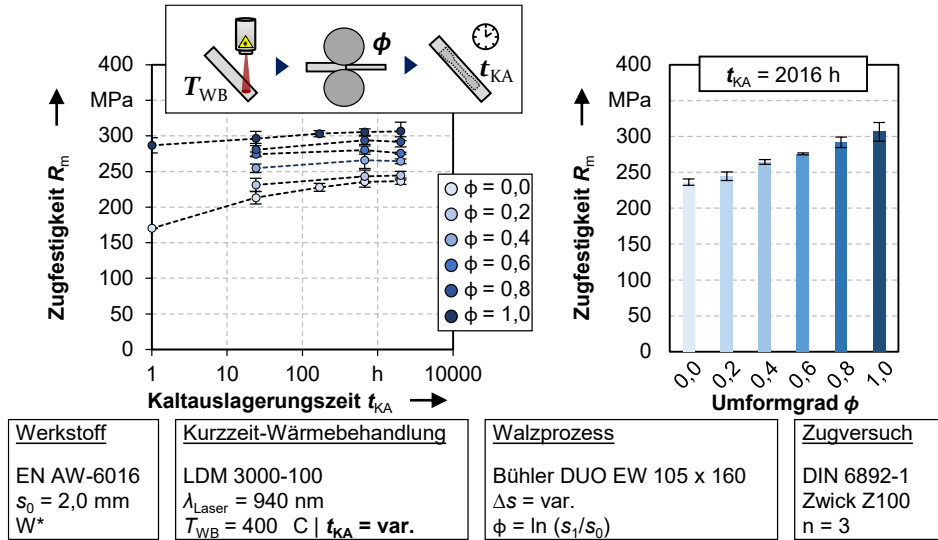 T_WB
ϕ
t_KA
Zugfestigkeit R_m
400
MPa
300
250
200
150
100
50
0
1
10
100
h
10000
Kaltauslagerungszeit t_KA
ϕ = 0,0
ϕ = 0,2
ϕ = 0,4
ϕ = 0,6
ϕ = 0,8
ϕ = 1,0
Zugfestigkeit R_m
400
MPa
300
250
200
150
100
50
0
t_KA = 2016 h
0,0
0,2
0,4
0,6
0,8
1,0
Umformgrad ϕ
Werkstoff
EN AW-6016
s_0 = 2,0 mm
W*
Kurzzeit-Wärmebehandlung
LDM 3000-100
λ_Laser = 940 nm
T_WB = 400 C | t_KA = var.
Walzprozess
Bühler DUO EW 105 x 160
Δs = var.
ϕ = ln (s_1/s_0)
Zugversuch
DIN 6892-1
Zwick Z100
n = 3